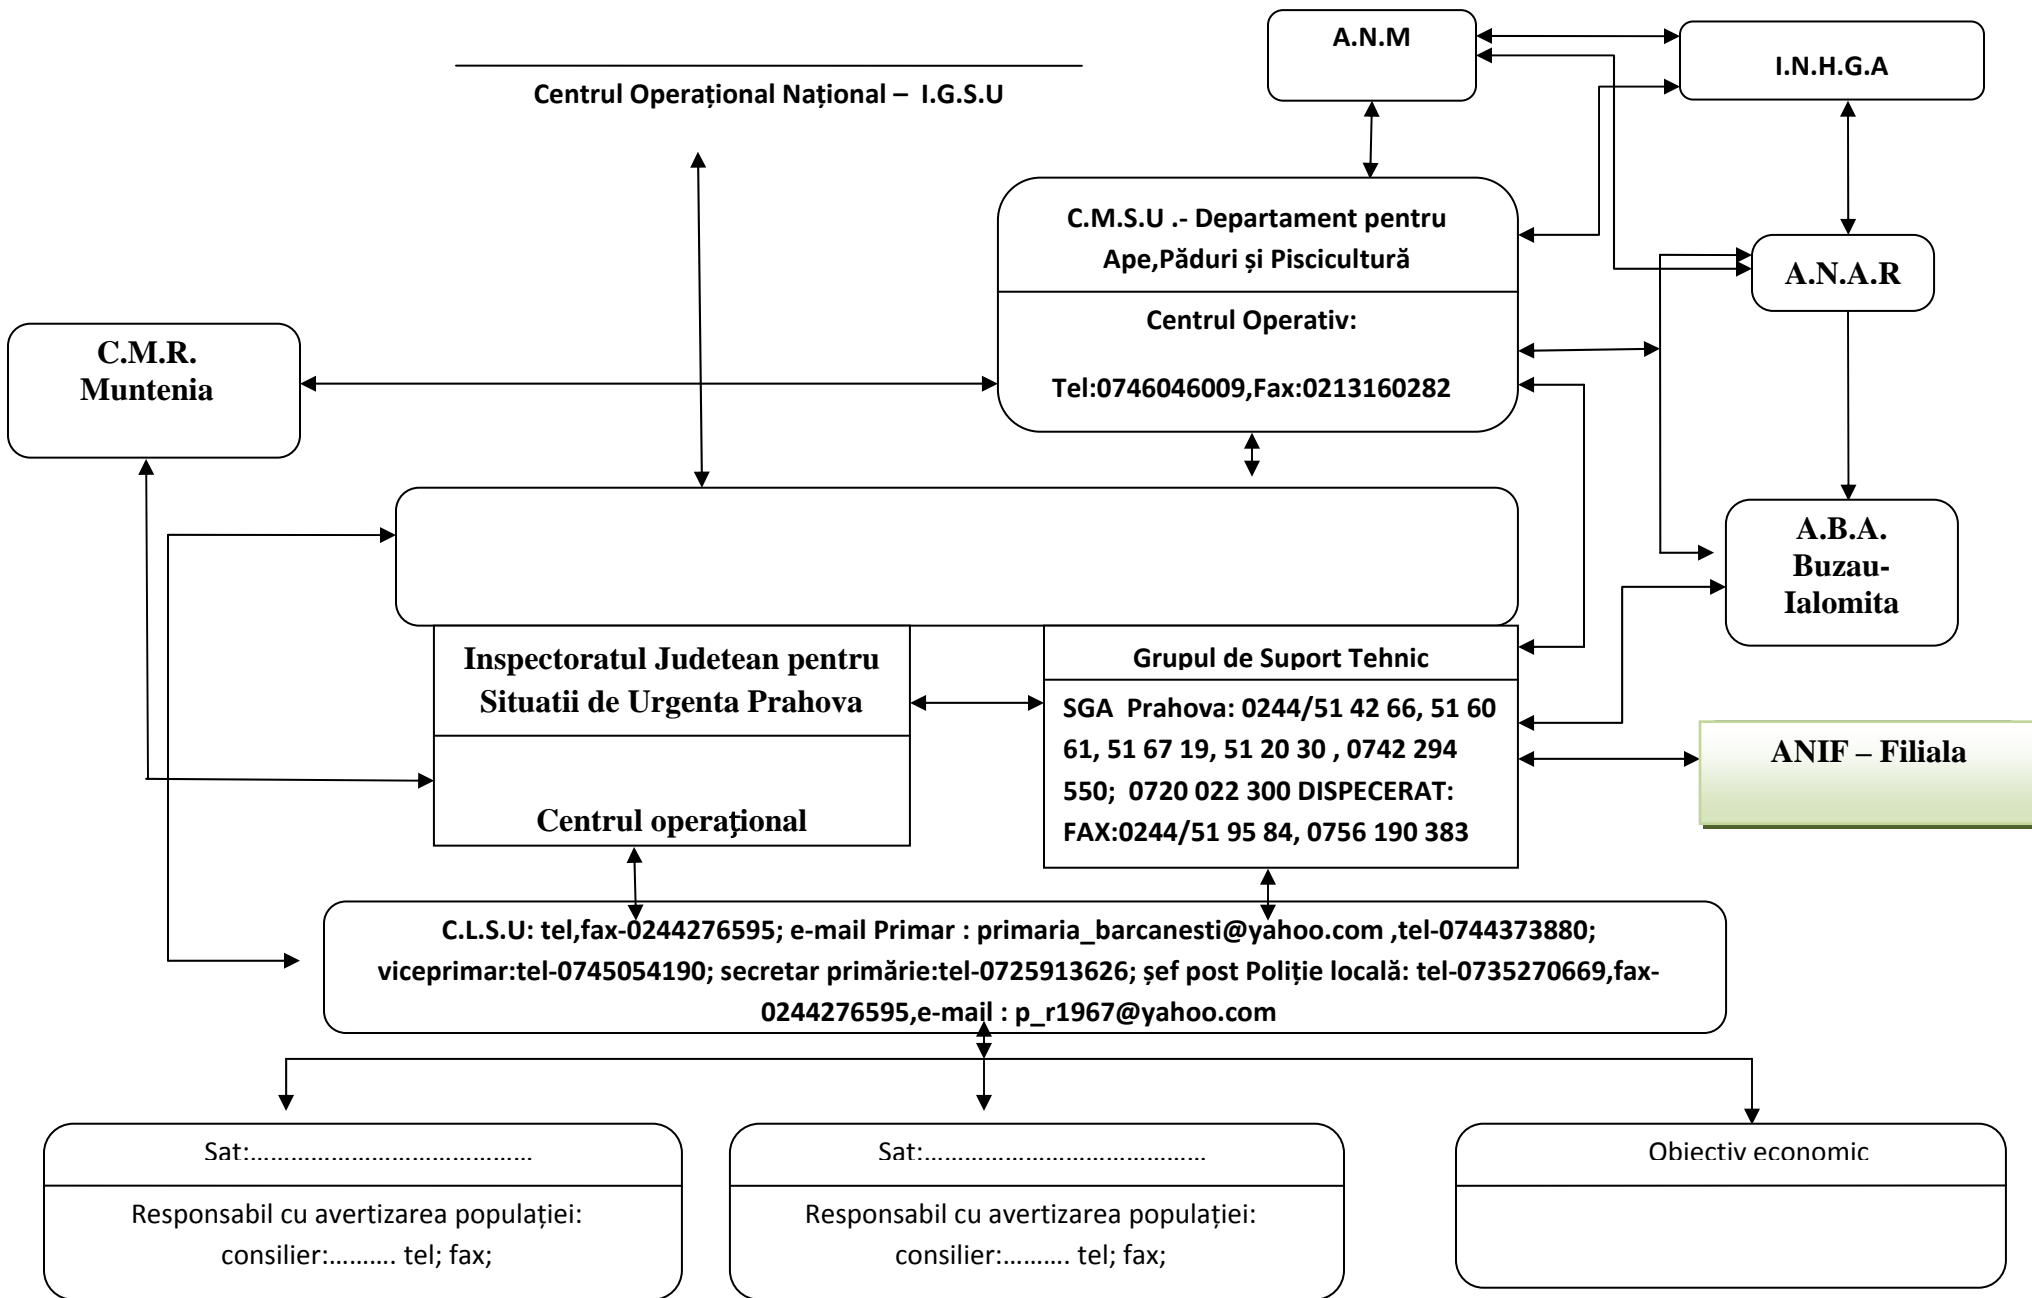 A.N.M
I.N.H.G.A
Centrul Operațional Național – I.G.S.U
C.M.S.U .- Departament pentru
Ape,Păduri și Piscicultură
A.N.A.R
Centrul Operativ:
Tel:0746046009,Fax:0213160282
C.M.R.
Muntenia
A.B.A.
Buzau-
Ialomita
Inspectoratul Judetean pentru
Situatii de Urgenta Prahova
Centrul operaţional
Grupul de Suport Tehnic
SGA Prahova: 0244/51 42 66, 51 60
61, 51 67 19, 51 20 30 , 0742 294
550; 0720 022 300 DISPECERAT:
FAX:0244/51 95 84, 0756 190 383
ANIF – Filiala
C.L.S.U: tel,fax-0244276595; e-mail Primar : primaria_barcanesti@yahoo.com ,tel-0744373880;
viceprimar:tel-0745054190; secretar primărie:tel-0725913626; șef post Poliție locală: tel-0735270669,fax-
0244276595,e-mail : p_r1967@yahoo.com
Sat:……………………………………
Responsabil cu avertizarea populației:
consilier:………. tel; fax;
Sat:……………………………………
Responsabil cu avertizarea populației:
consilier:………. tel; fax;
Obiectiv economic